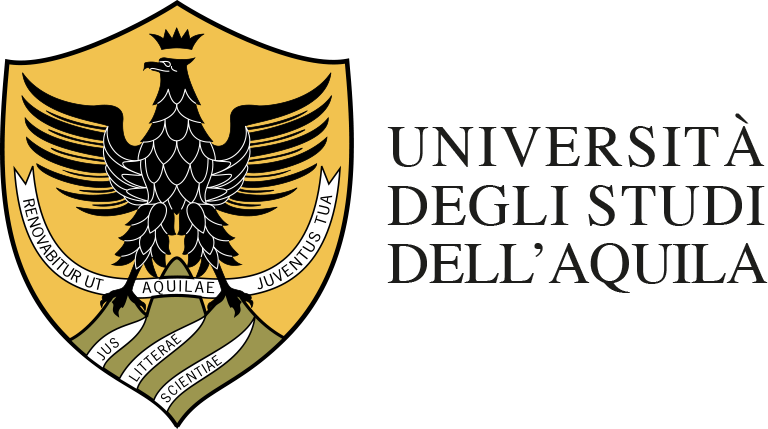 RENOVABITUR UT AQUILAE JUVENTUS TUA
JUS
LITTERAE
SCIENTIAE
UNIVERSITÀ
DEGLI STUDI
DELL’AQUILA